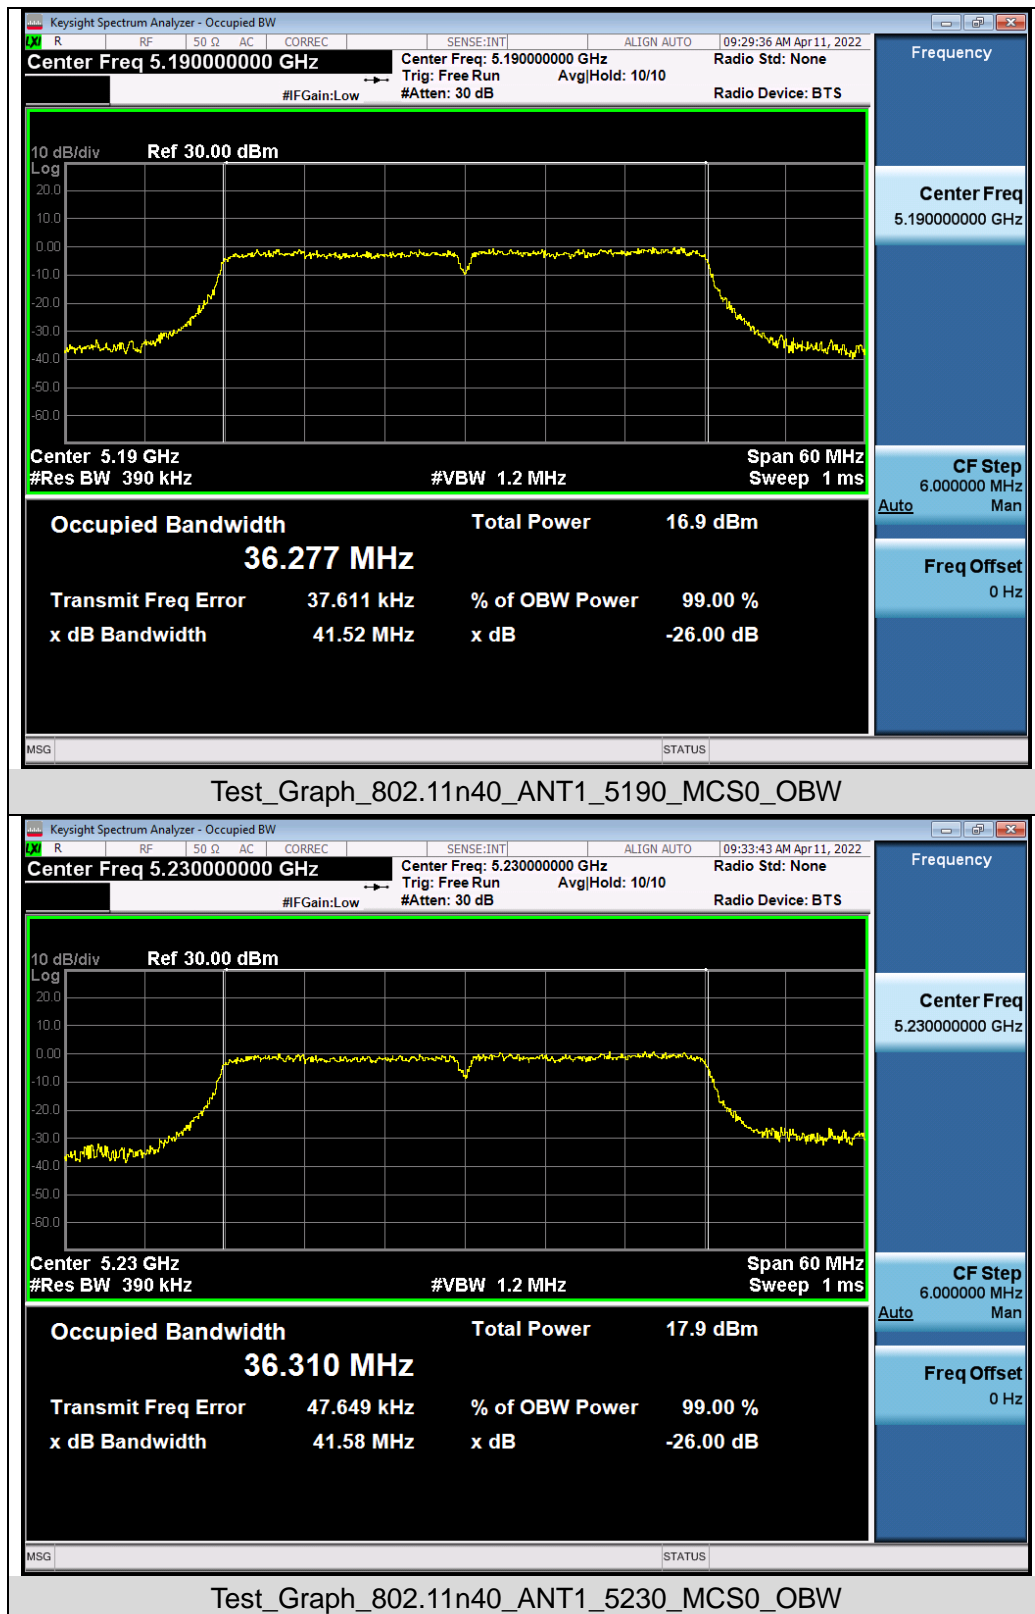 Keysight Spectrum Analyzer - Occupied BW
LXI R RF 50 Ω AC CORREC SENSE:INT ALIGN AUTO 09:29:36 AM Apr 11, 2022
Center Freq 5.190000000 GHz
Center Freq: 5.190000000 GHz Radio Std: None
Trig: Free Run Avg|Hold: 10/10
#IFGain:Low #Atten: 30 dB Radio Device: BTS
Frequency
10 dB/div Ref 30.00 dBm
Log
20.0
10.0
0.00
-10.0
-20.0
-30.0
-40.0
-50.0
-60.0
Center 5.19 GHz Span 60 MHz
#Res BW 390 kHz #VBW 1.2 MHz Sweep 1 ms
Center Freq
5.190000000 GHz
CF Step
6.000000 MHz
Auto Man
Freq Offset
0 Hz
Occupied Bandwidth Total Power 16.9 dBm
36.277 MHz
Transmit Freq Error 37.611 kHz % of OBW Power 99.00 %
x dB Bandwidth 41.52 MHz x dB -26.00 dB
MSG STATUS
Test_Graph_802.11n40_ANT1_5190_MCS0_OBW
Keysight Spectrum Analyzer - Occupied BW
LXI R RF 50 Ω AC CORREC SENSE:INT ALIGN AUTO 09:33:43 AM Apr 11, 2022
Center Freq 5.230000000 GHz
Center Freq: 5.230000000 GHz Radio Std: None
Trig: Free Run Avg|Hold: 10/10
#IFGain:Low #Atten: 30 dB Radio Device: BTS
Frequency
10 dB/div Ref 30.00 dBm
Log
20.0
10.0
0.00
-10.0
-20.0
-30.0
-40.0
-50.0
-60.0
Center 5.23 GHz Span 60 MHz
#Res BW 390 kHz #VBW 1.2 MHz Sweep 1 ms
Center Freq
5.230000000 GHz
CF Step
6.000000 MHz
Auto Man
Freq Offset
0 Hz
Occupied Bandwidth Total Power 17.9 dBm
36.310 MHz
Transmit Freq Error 47.649 kHz % of OBW Power 99.00 %
x dB Bandwidth 41.58 MHz x dB -26.00 dB
MSG STATUS
Test_Graph_802.11n40_ANT1_5230_MCS0_OBW